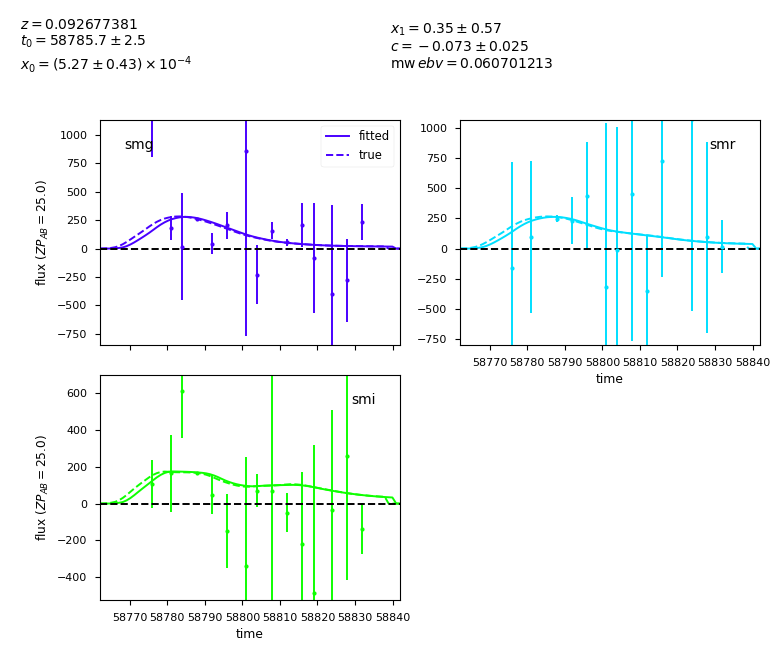 z = 0.092677381
t₀ = 58785.7 ± 2.5
x₀ = (5.27 ± 0.43) × 10⁻⁴
x₁ = 0.35 ± 0.57
c = −0.073 ± 0.025
mw ebv = 0.060701213
smg
fitted
true
1000
750
500
250
0
−250
−500
−750
flux (ZP_AB = 25.0)
smr
1000
750
500
250
0
−250
−500
−750
58770 58780 58790 58800 58810 58820 58830 58840
time
smi
600
400
200
0
−200
−400
flux (ZP_AB = 25.0)
58770 58780 58790 58800 58810 58820 58830 58840
time